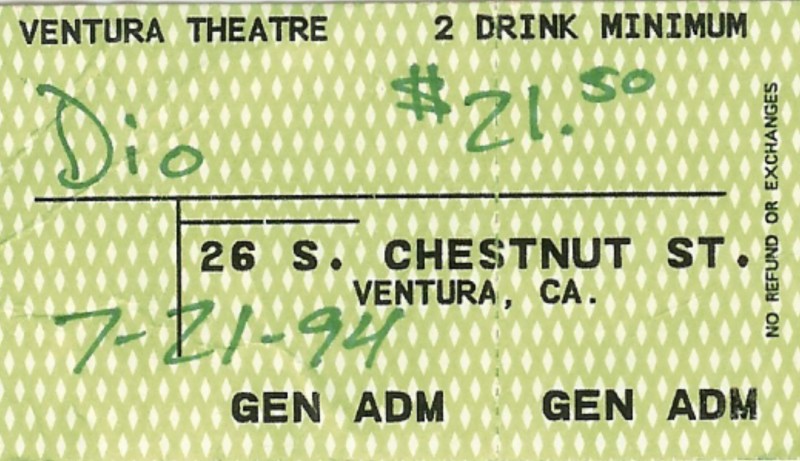 VENTURA THEATRE 2 DRINK MINIMUM
Dio $21.50
26 S. CHESTNUT ST.
VENTURA, CA.
7-21-94
GEN ADM GEN ADM
NO REFUND OR EXCHANGES